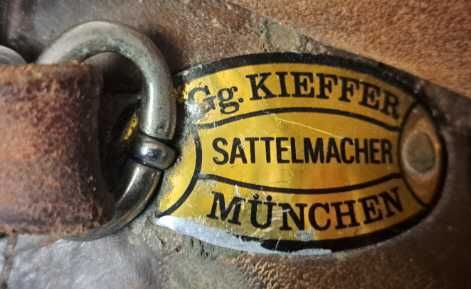 Gg. KIEFFER
SATTELMACHER
MÜNCHEN